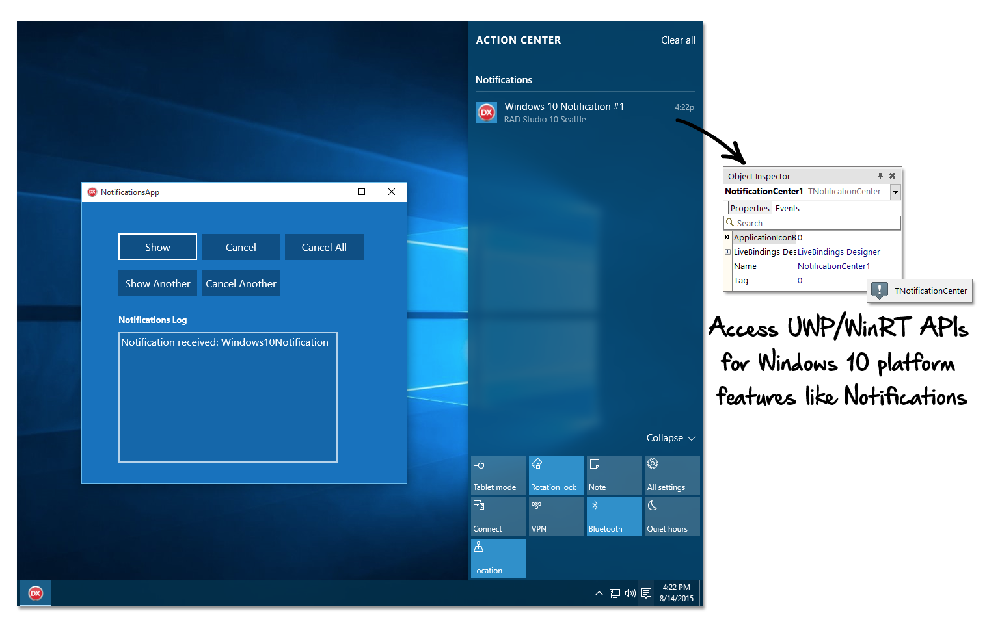 ACTION CENTER
Clear all
Notifications
DX
Windows 10 Notification #1
4:22p
RAD Studio 10 Seattle
Object Inspector
NotificationCenter1 TNotificationCenter
Properties Events
Search
ApplicationIconB 0
LiveBindings Des LiveBindings Designer
Name NotificationCenter1
Tag 0
TNotificationCenter
Access UWP/WinRT APIs
for Windows 10 platform
features like Notifications
DX NotificationsApp
Show Cancel Cancel All
Show Another Cancel Another
Notifications Log
Notification received: Windows10Notification
Collapse
Tablet mode Rotation lock Note All settings
Connect VPN Bluetooth Quiet hours
Location
DX
4:22 PM
8/14/2015